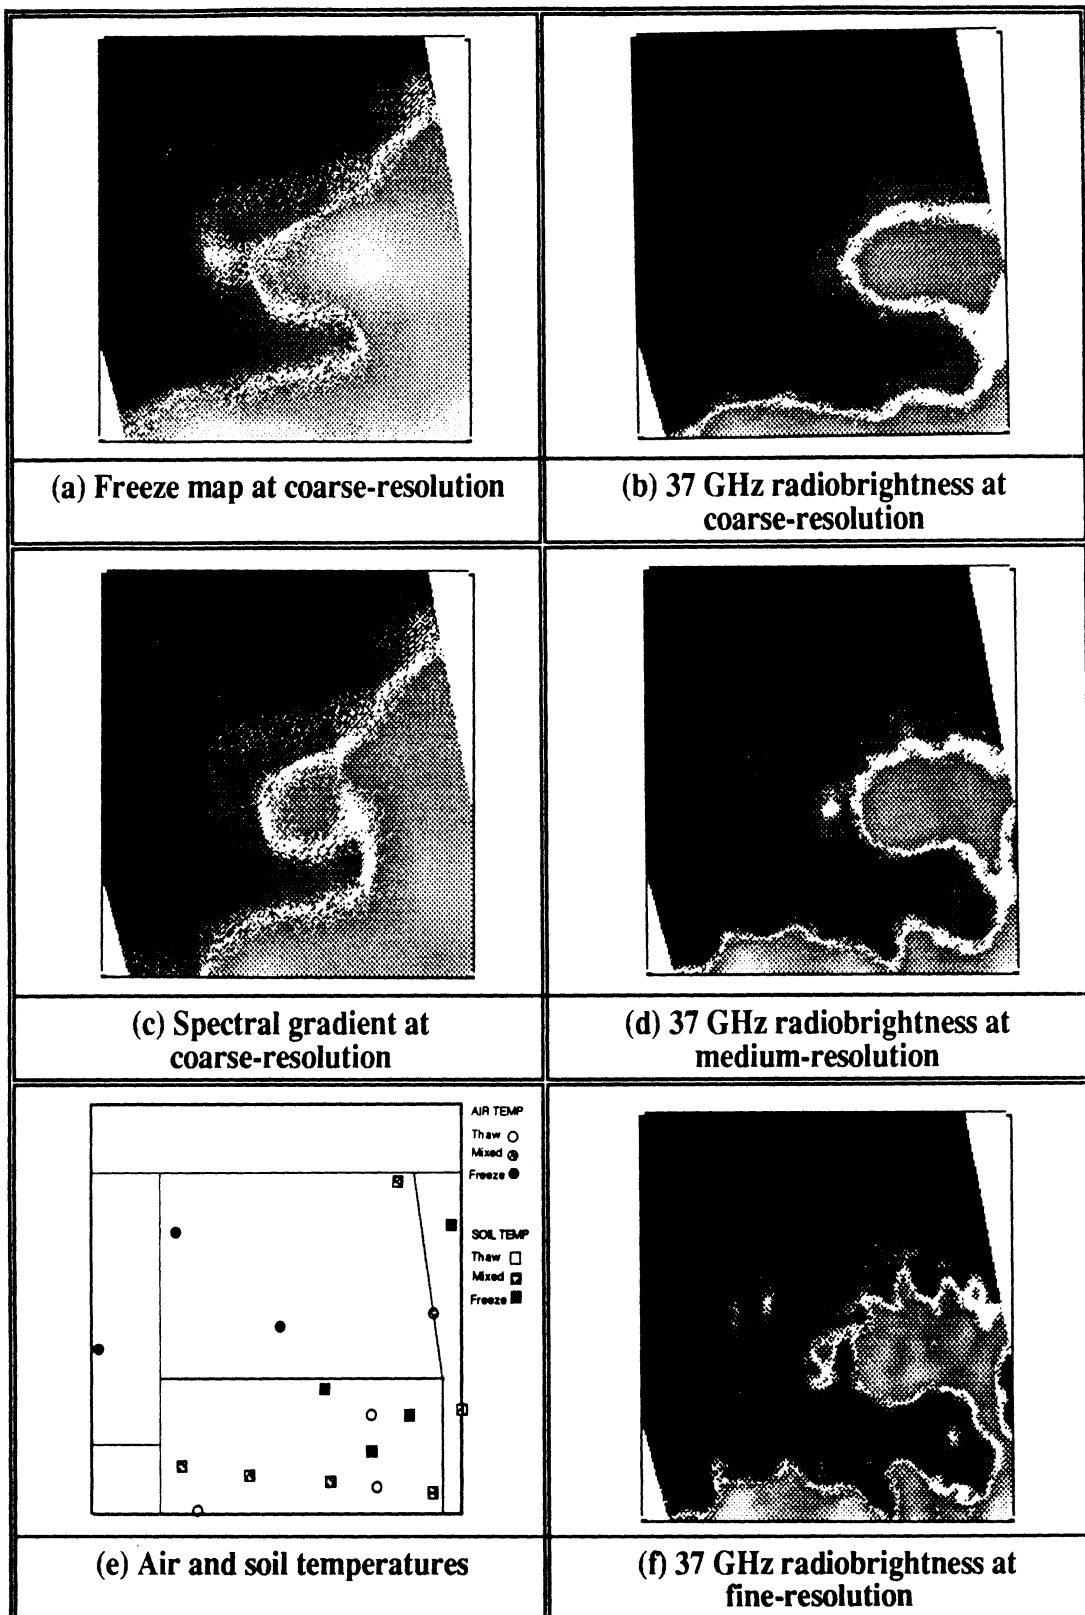 (a) Freeze map at coarse-resolution
(b) 37 GHz radiobrightness at
coarse-resolution
(c) Spectral gradient at
coarse-resolution
(d) 37 GHz radiobrightness at
medium-resolution
AIR TEMP
Thaw
Mixed
Freeze
SOIL TEMP
Thaw
Mixed
Freeze
(e) Air and soil temperatures
(f) 37 GHz radiobrightness at
fine-resolution